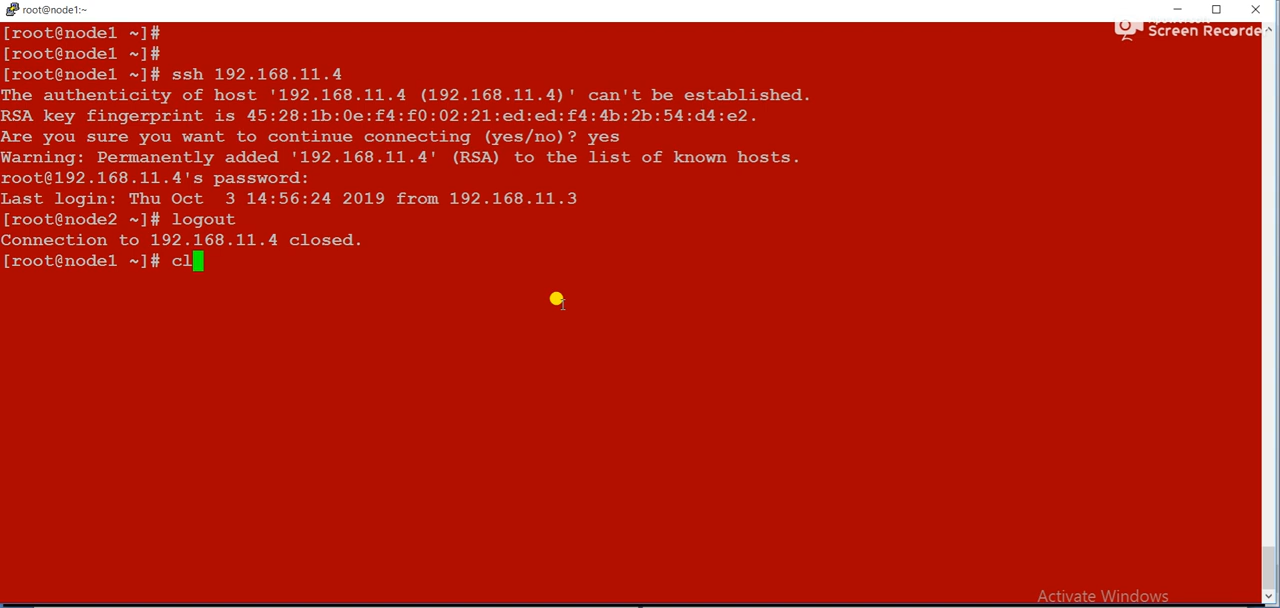 root@node1:~
[root@node1 ~]#
[root@node1 ~]#
Screen Recorde
[root@node1 ~]# ssh 192.168.11.4
The authenticity of host '192.168.11.4 (192.168.11.4)' can't be established.
RSA key fingerprint is 45:28:1b:0e:f4:f0:02:21:ed:ed:f4:4b:2b:54:d4:e2.
Are you sure you want to continue connecting (yes/no)? yes
Warning: Permanently added '192.168.11.4' (RSA) to the list of known hosts.
root@192.168.11.4's password:
Last login: Thu Oct  3 14:56:24 2019 from 192.168.11.3
[root@node2 ~]# logout
Connection to 192.168.11.4 closed.
[root@node1 ~]# cl
Activate Windows